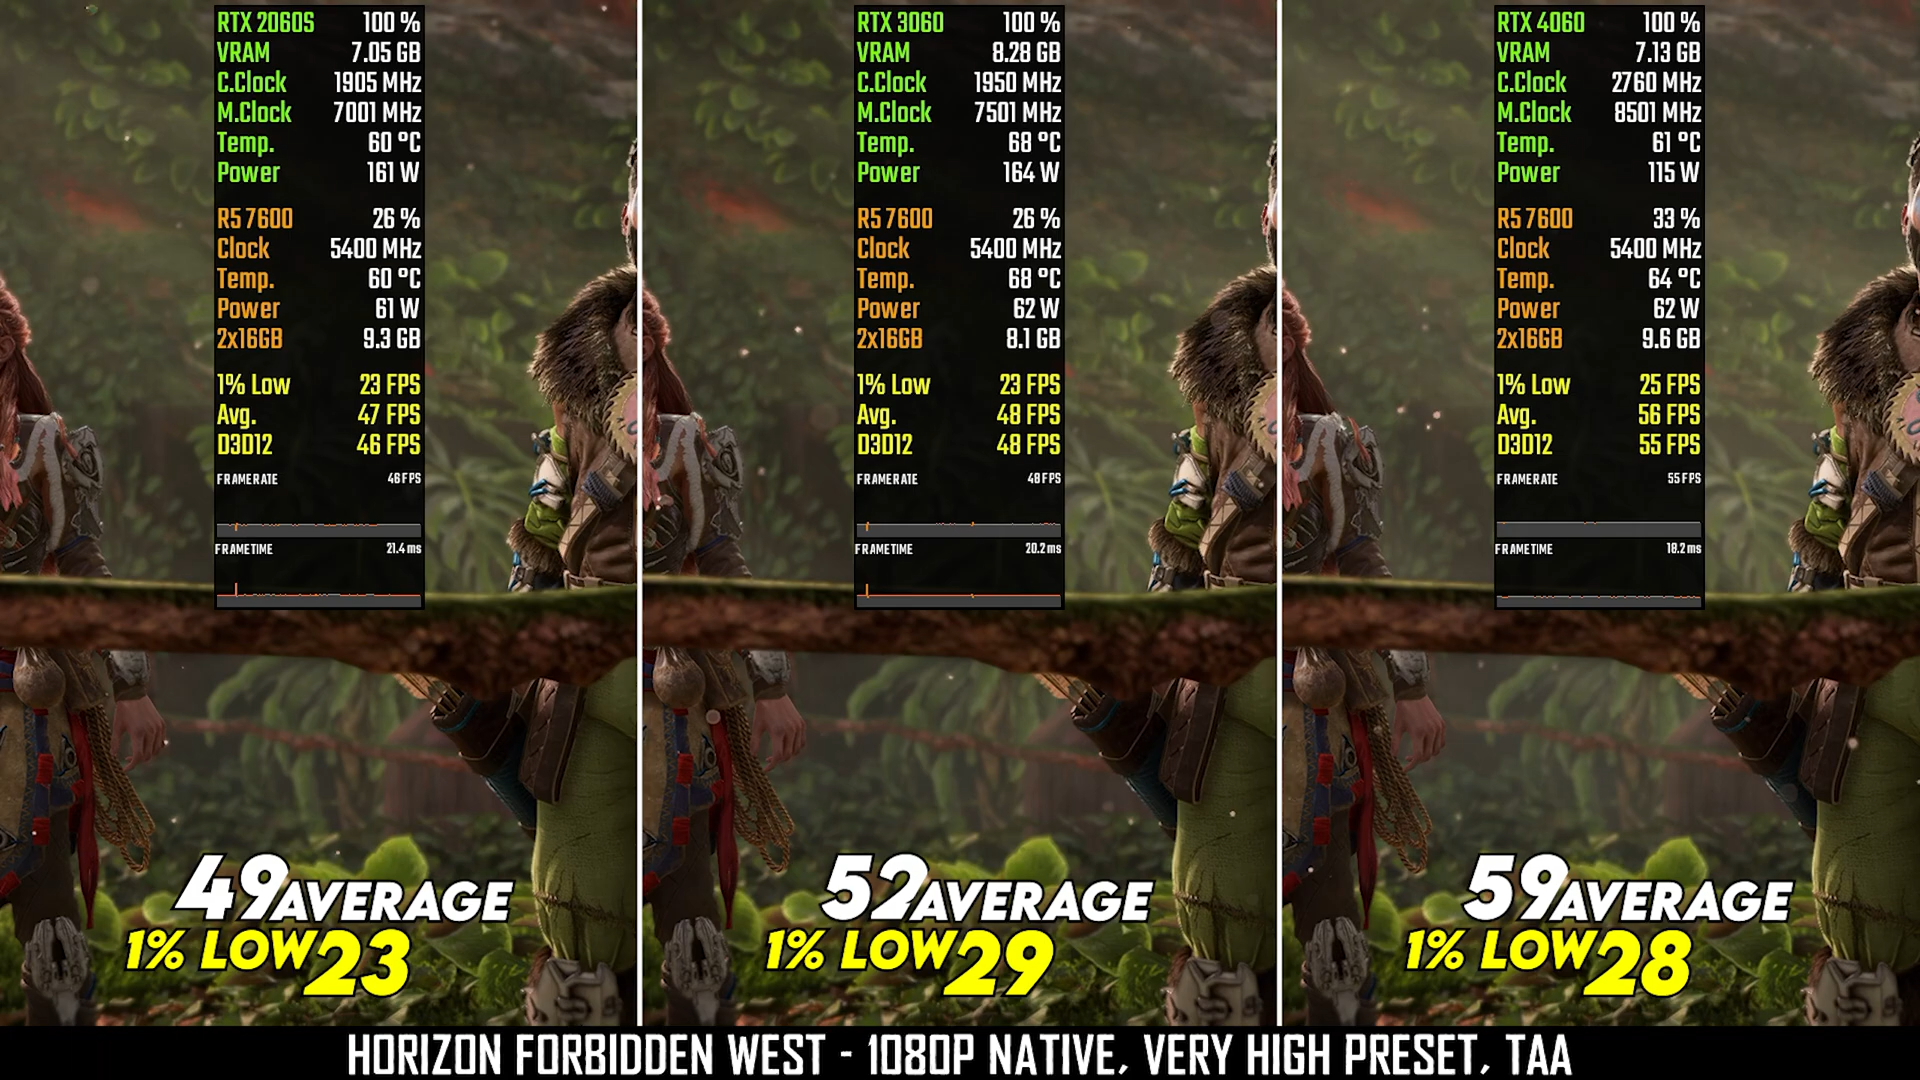 RTX 2060S 100 %
VRAM 7.05 GB
C.Clock 1905 MHz
M.Clock 7001 MHz
Temp. 60 °C
Power 161 W
R5 7600 26 %
Clock 5400 MHz
Temp. 60 °C
Power 61 W
2x16GB 9.3 GB
1% Low 23 FPS
Avg. 47 FPS
D3D12 46 FPS
FRAMERATE 46 FPS
FRAMETIME 21.4 ms
49 AVERAGE
1% LOW 23
RTX 3060 100 %
VRAM 8.28 GB
C.Clock 1950 MHz
M.Clock 7501 MHz
Temp. 68 °C
Power 164 W
R5 7600 26 %
Clock 5400 MHz
Temp. 68 °C
Power 62 W
2x16GB 8.1 GB
1% Low 23 FPS
Avg. 48 FPS
D3D12 48 FPS
FRAMERATE 48 FPS
FRAMETIME 20.2 ms
52 AVERAGE
1% LOW 29
RTX 4060 100 %
VRAM 7.13 GB
C.Clock 2760 MHz
M.Clock 8501 MHz
Temp. 61 °C
Power 115 W
R5 7600 33 %
Clock 5400 MHz
Temp. 64 °C
Power 62 W
2x16GB 9.6 GB
1% Low 25 FPS
Avg. 56 FPS
D3D12 55 FPS
FRAMERATE 55 FPS
FRAMETIME 18.2 ms
59 AVERAGE
1% LOW 28
HORIZON FORBIDDEN WEST - 1080P NATIVE, VERY HIGH PRESET, TAA